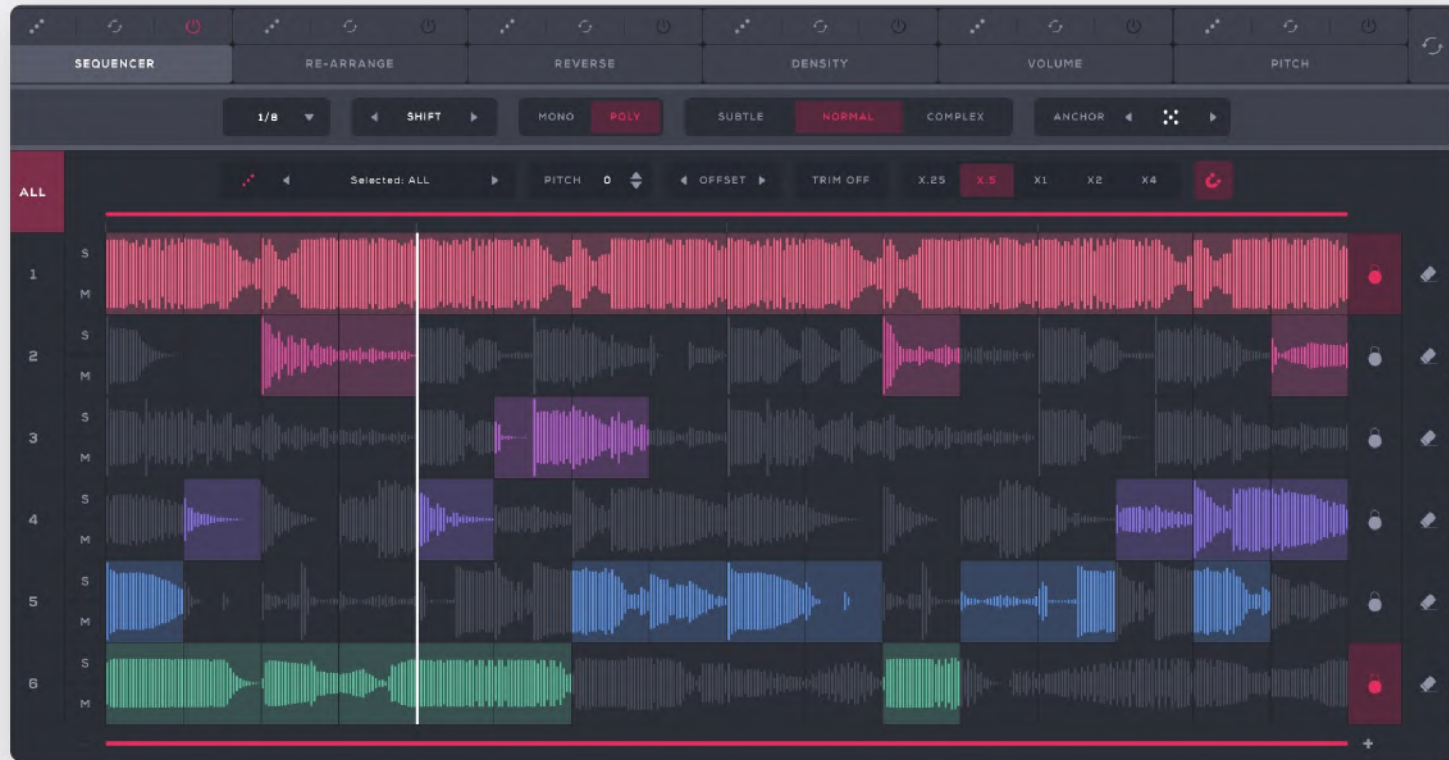 SEQUENCER RE-ARRANGE REVERSE DENSITY VOLUME PITCH
1/8 SHIFT MONO POLY SUBTLE NORMAL COMPLEX ANCHOR
ALL Selected: ALL PITCH 0 OFFSET TRIM OFF X.25 X.5 X1 X2 X4
S
1
M
S
2
M
S
3
M
S
4
M
S
5
M
S
6
M